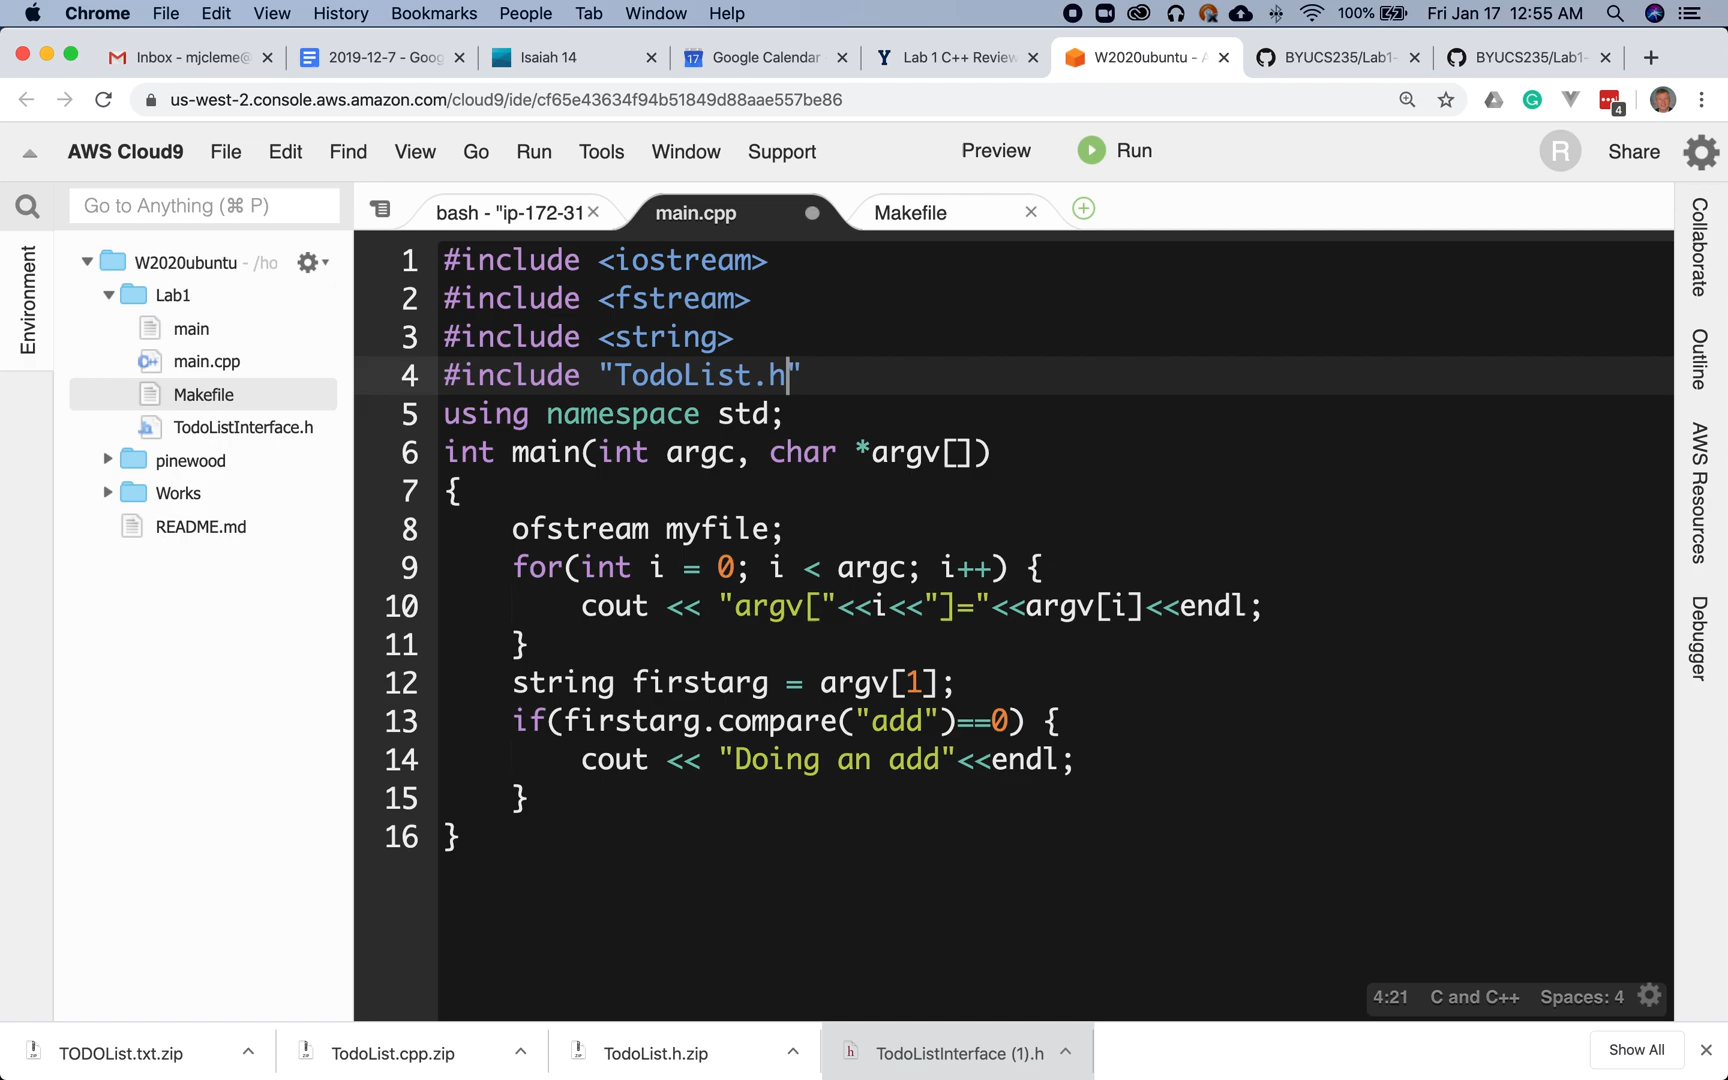 Chrome File Edit View History Bookmarks People Tab Window Help 100% Fri Jan 17 12:55 AM
Inbox - mjcleme@ 2019-12-7 - Goog Isaiah 14 17 Google Calendar Y Lab 1 C++ Review W2020ubuntu - A BYUCS235/Lab1- BYUCS235/Lab1-
us-west-2.console.aws.amazon.com/cloud9/ide/cf65e43634f94b51849d88aae557be86 4
AWS Cloud9 File Edit Find View Go Run Tools Window Support Preview Run R Share
Go to Anything (⌘ P) bash - "ip-172-31 main.cpp Makefile
Environment
W2020ubuntu - /ho
Lab1
main
main.cpp
Makefile
TodoListInterface.h
pinewood
Works
README.md
1 #include <iostream>
2 #include <fstream>
3 #include <string>
4 #include "TodoList.h"
5 using namespace std;
6 int main(int argc, char *argv[])
7 {
8 ofstream myfile;
9 for(int i = 0; i < argc; i++) {
10 cout << "argv["<<i<<"]="<<argv[i]<<endl;
11 }
12 string firstarg = argv[1];
13 if(firstarg.compare("add")==0) {
14 cout << "Doing an add"<<endl;
15 }
16 }
Collaborate
Outline
AWS Resources
Debugger
4:21 C and C++ Spaces: 4
TODOList.txt.zip TodoList.cpp.zip TodoList.h.zip h TodoListInterface (1).h Show All